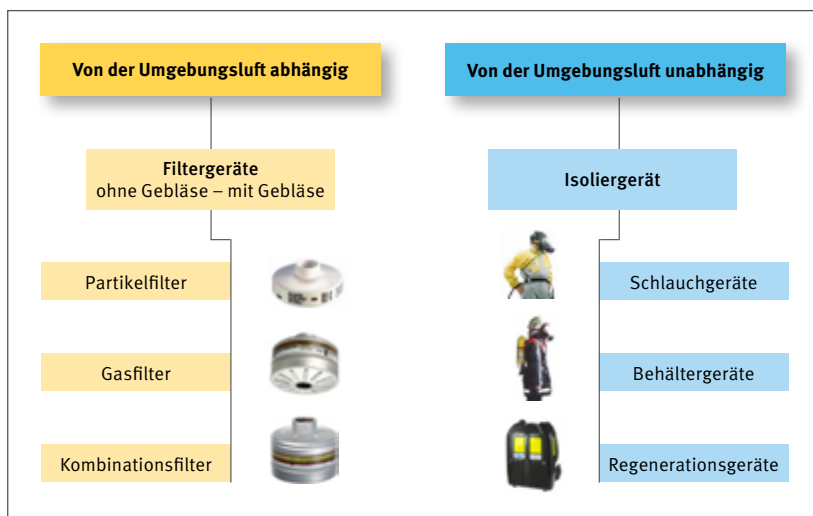 Von der Umgebungsluft abhängig
Von der Umgebungsluft unabhängig
Filtergeräte
ohne Gebläse – mit Gebläse
Isoliergerät
Partikelfilter
Schlauchgeräte
Gasfilter
Behältergeräte
Kombinationsfilter
Regenerationsgeräte